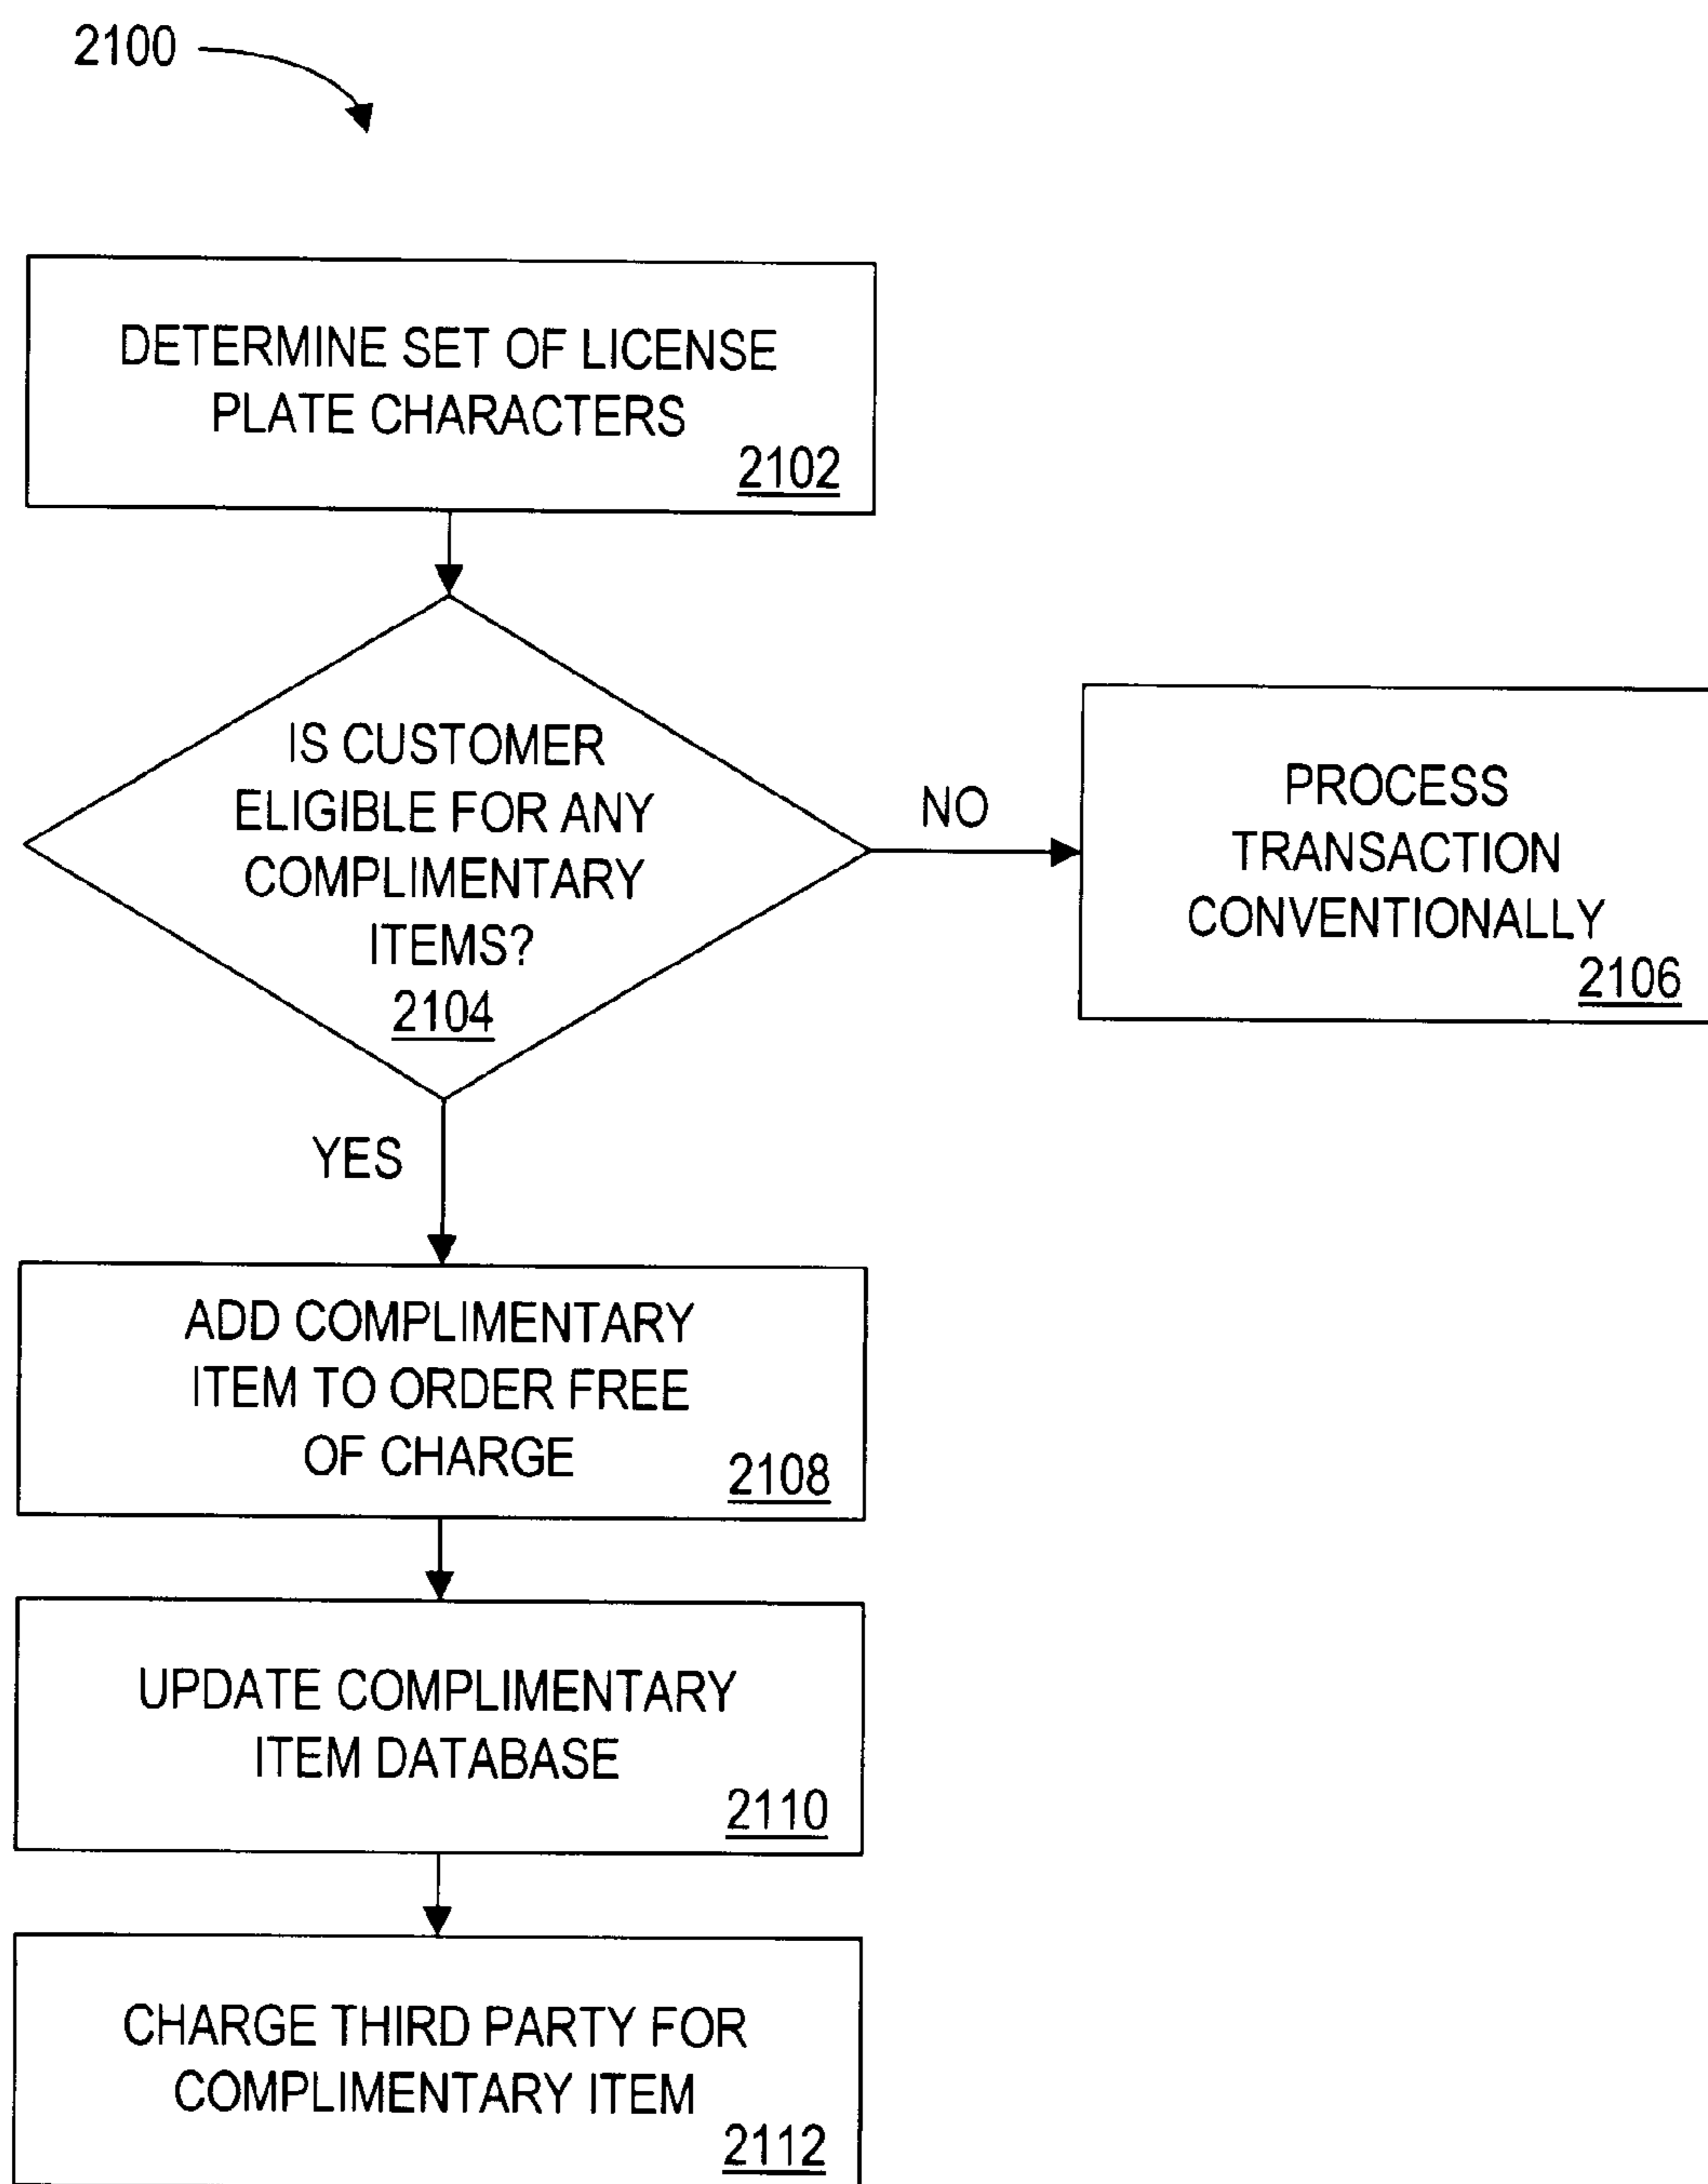 2100
DETERMINE SET OF LICENSE
PLATE CHARACTERS
2102
IS CUSTOMER
ELIGIBLE FOR ANY
COMPLIMENTARY
ITEMS?
2104
NO
PROCESS
TRANSACTION
CONVENTIONALLY
2106
YES
ADD COMPLIMENTARY
ITEM TO ORDER FREE
OF CHARGE
2108
UPDATE COMPLIMENTARY
ITEM DATABASE
2110
CHARGE THIRD PARTY FOR
COMPLIMENTARY ITEM
2112